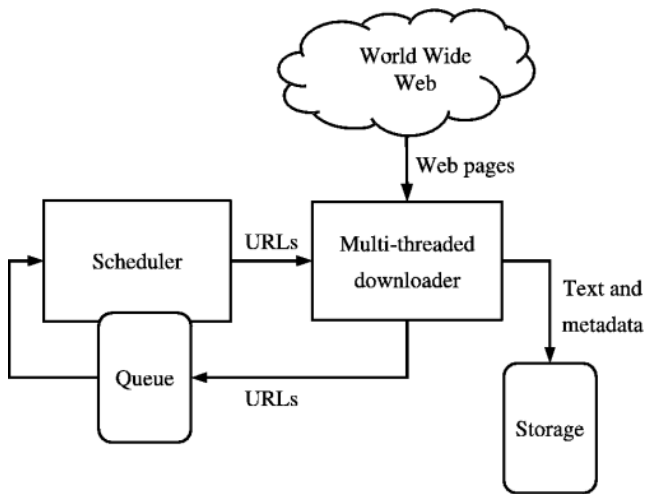 World Wide
Web
Web pages
Scheduler
URLs
Multi-threaded
downloader
Text and
metadata
Queue
URLs
Storage